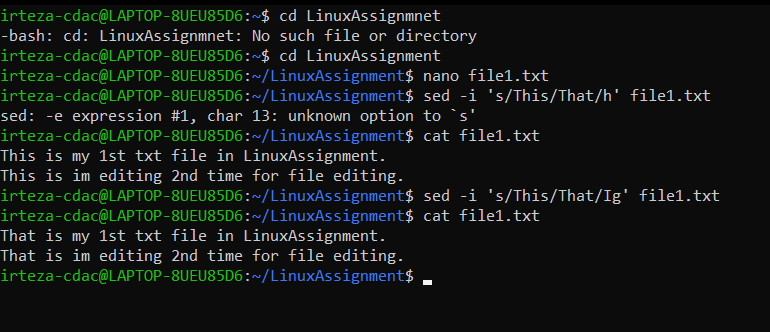 irteza-cdac@LAPTOP-8UEU85D6:~$ cd LinuxAssignmnet
-bash: cd: LinuxAssignmnet: No such file or directory
irteza-cdac@LAPTOP-8UEU85D6:~$ cd LinuxAssignment
irteza-cdac@LAPTOP-8UEU85D6:~/LinuxAssignment$ nano file1.txt
irteza-cdac@LAPTOP-8UEU85D6:~/LinuxAssignment$ sed -i 's/This/That/h' file1.txt
sed: -e expression #1, char 13: unknown option to `s'
irteza-cdac@LAPTOP-8UEU85D6:~/LinuxAssignment$ cat file1.txt
This is my 1st txt file in LinuxAssignment.
This is im editing 2nd time for file editing.
irteza-cdac@LAPTOP-8UEU85D6:~/LinuxAssignment$ sed -i 's/This/That/Ig' file1.txt
irteza-cdac@LAPTOP-8UEU85D6:~/LinuxAssignment$ cat file1.txt
That is my 1st txt file in LinuxAssignment.
That is im editing 2nd time for file editing.
irteza-cdac@LAPTOP-8UEU85D6:~/LinuxAssignment$